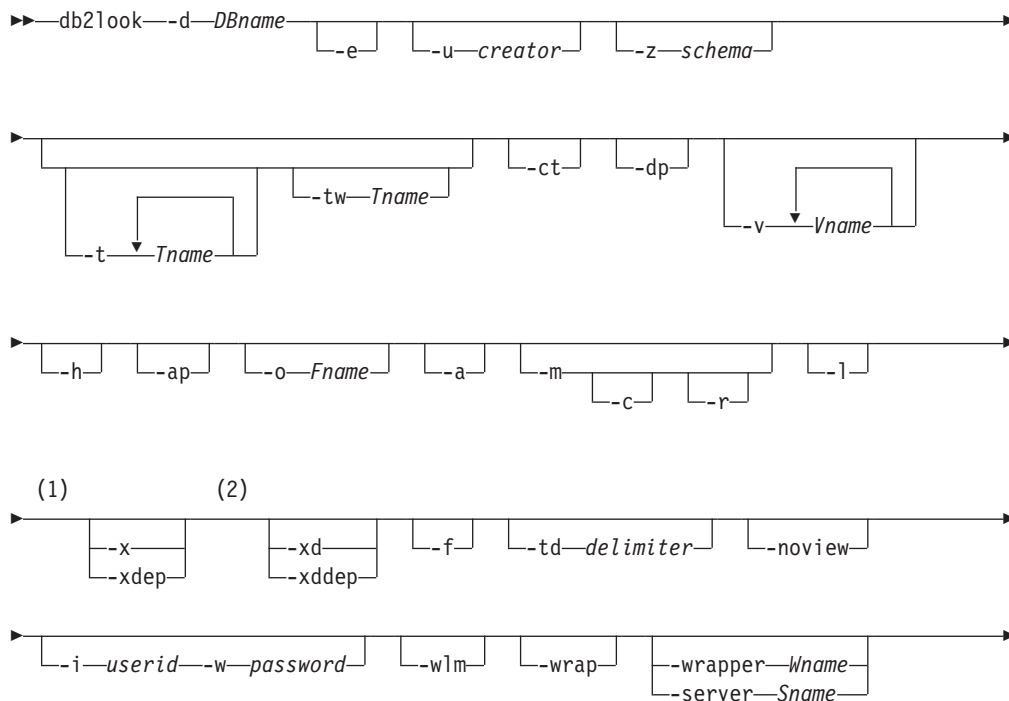 db2look -d DBname -e -u creator -z schema
-t Tname -tw Tname -ct -dp -v Vname
-h -ap -o Fname -a -m -c -r -l
(1) (2)
-x -xd -f -td delimiter -noview
-xdep -xddep
-i userid -w password -wlm -wrap -wrapper Wname
-server Sname